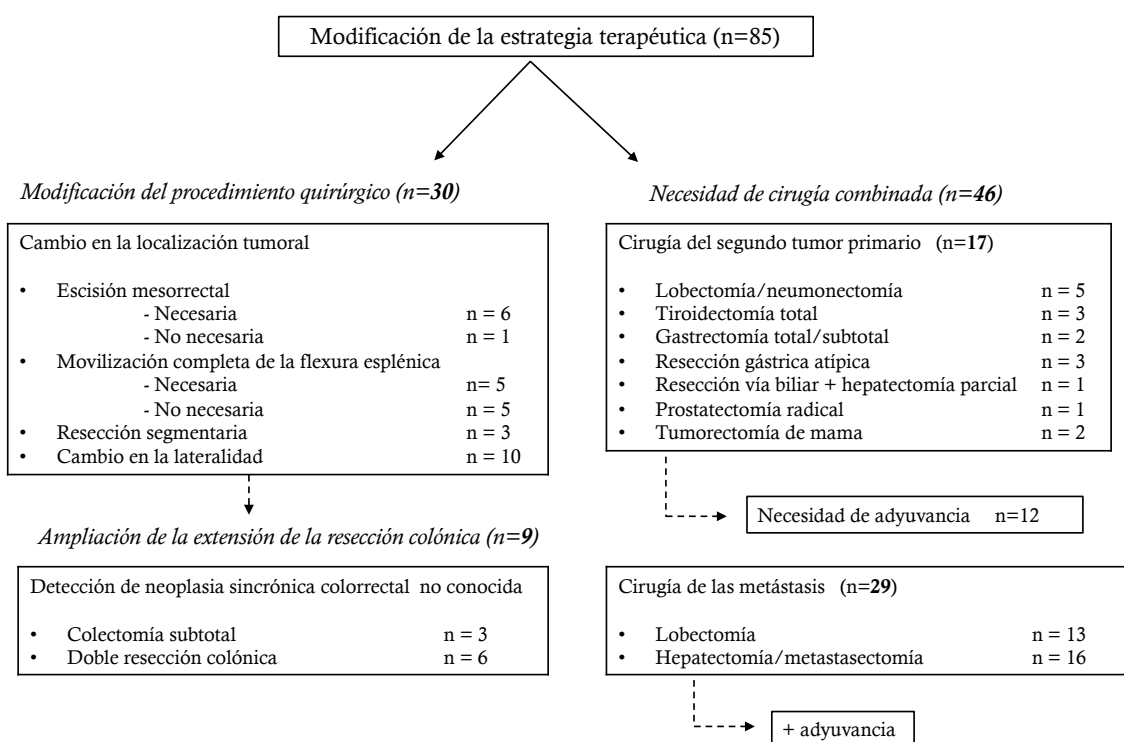 Modificación de la estrategia terapéutica (n=85)
Modificación del procedimiento quirúrgico (n=30)
Cambio en la localización tumoral
• Escisión mesorrectal
- Necesaria n = 6
- No necesaria n = 1
• Movilización completa de la flexura esplénica
- Necesaria n= 5
- No necesaria n = 5
• Resección segmentaria n = 3
• Cambio en la lateralidad n = 10
Ampliación de la extensión de la resección colónica (n=9)
Detección de neoplasia sincrónica colorrectal no conocida
• Colectomía subtotal n = 3
• Doble resección colónica n = 6
Necesidad de cirugía combinada (n=46)
Cirugía del segundo tumor primario (n=17)
• Lobectomía/neumonectomía n = 5
• Tiroidectomía total n = 3
• Gastrectomía total/subtotal n = 2
• Resección gástrica atípica n = 3
• Resección vía biliar + hepatectomía parcial n = 1
• Prostatectomía radical n = 1
• Tumorectomía de mama n = 2
Necesidad de adyuvancia n=12
Cirugía de las metástasis (n=29)
• Lobectomía n = 13
• Hepatectomía/metastasectomía n = 16
+ adyuvancia